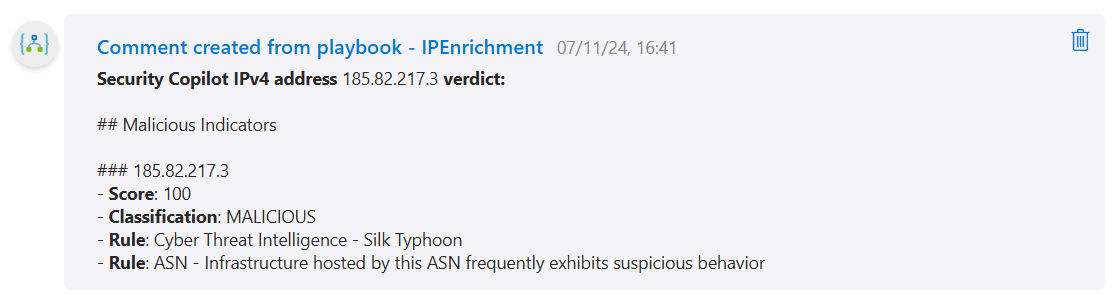 Comment created from playbook - IPEnrichment 07/11/24, 16:41
Security Copilot IPv4 address 185.82.217.3 verdict:
## Malicious Indicators
### 185.82.217.3
- Score: 100
- Classification: MALICIOUS
- Rule: Cyber Threat Intelligence - Silk Typhoon
- Rule: ASN - Infrastructure hosted by this ASN frequently exhibits suspicious behavior